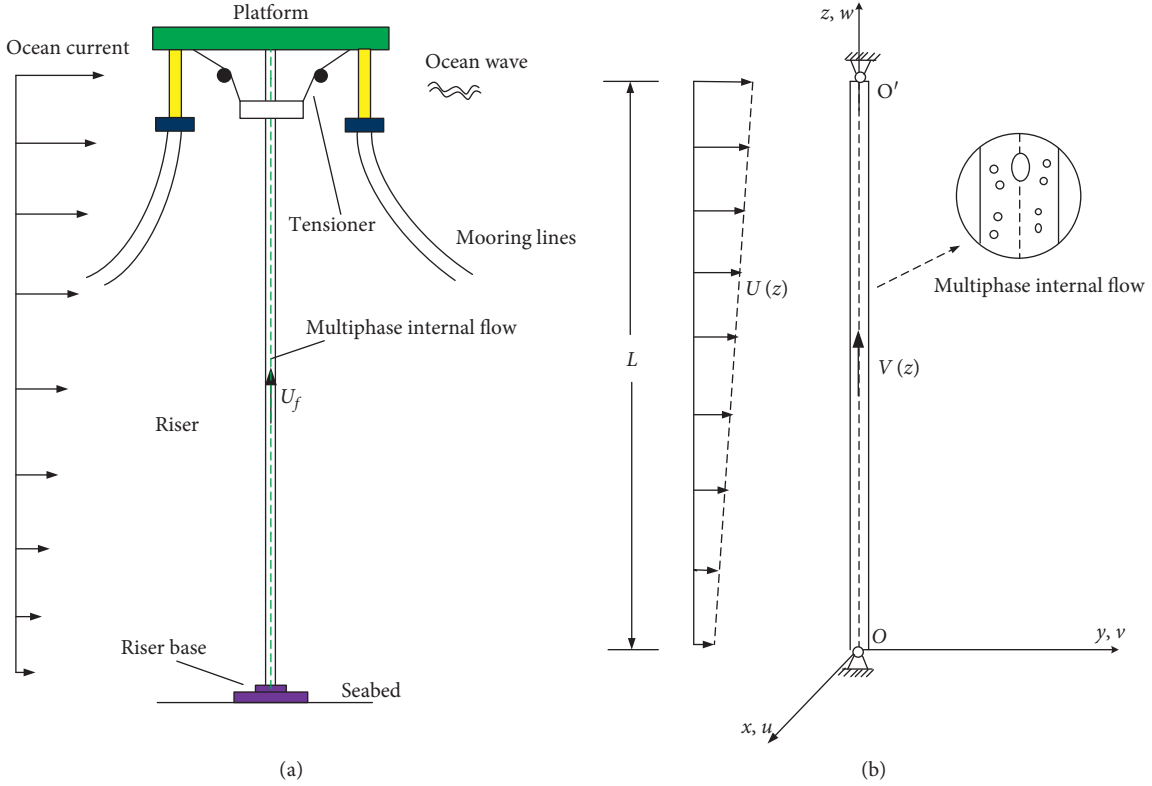 Platform
Ocean current
Ocean wave
Tensioner
Mooring lines
Multiphase internal flow
U_f
Riser
Riser base
Seabed
(a)
z, w
O′
U (z)
Multiphase internal flow
L
V (z)
O
y, v
x, u
(b)